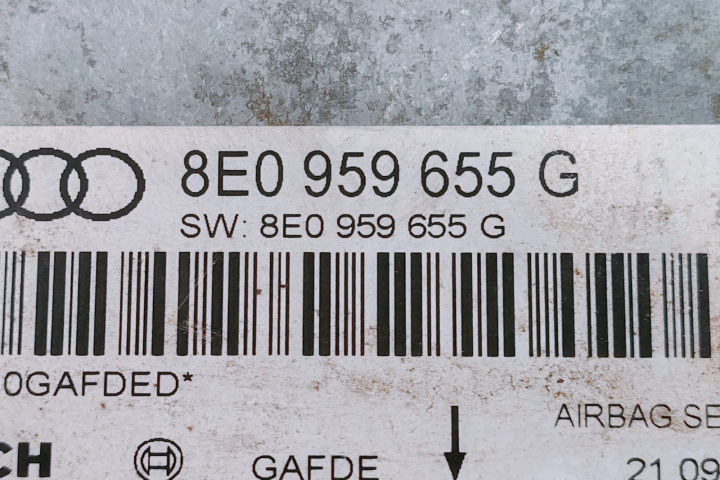 8E0 959 655 G
SW: 8E0 959 655 G
0GAFDED*
AIRBAG SE
CH
GAFDE
21 09